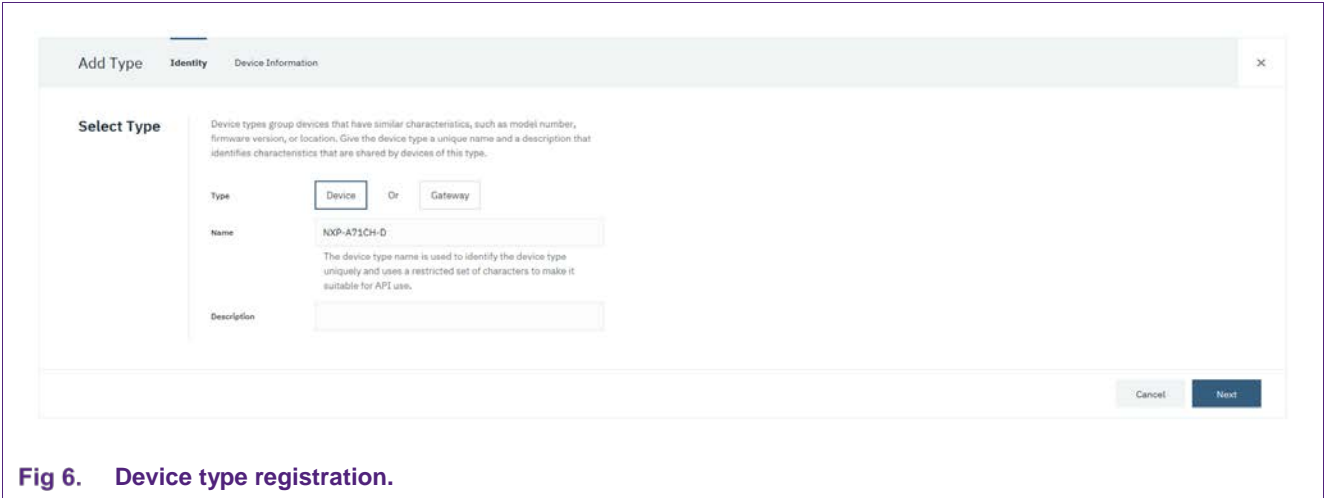 Add Type Identity Device Information ×
Select Type
Device types group devices that have similar characteristics, such as model number,
firmware version, or location. Give the device type a unique name and a description that
identifies characteristics that are shared by devices of this type.
Type Device Or Gateway
Name NXP-A71CH-D
The device type name is used to identify the device type
uniquely and uses a restricted set of characters to make it
suitable for API use.
Description
Cancel Next
Fig 6. Device type registration.